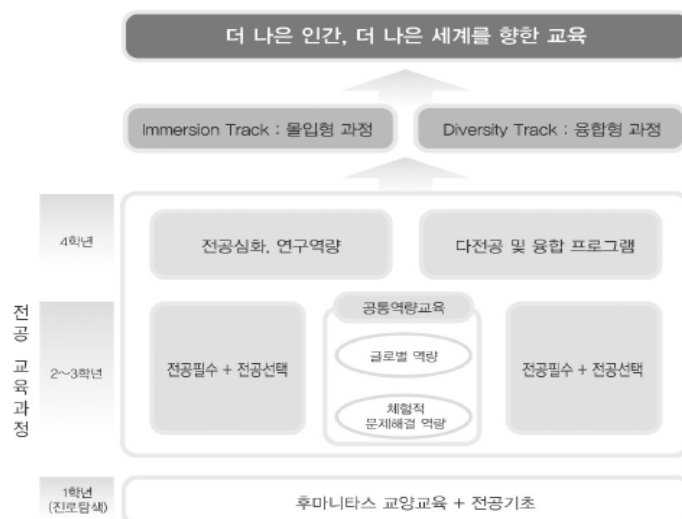 더 나은 인간, 더 나은 세계를 향한 교육
Immersion Track : 몰입형 과정
Diversity Track : 융합형 과정
4학년
전공심화, 연구역량
다전공 및 융합 프로그램
전공 교육과정
2~3학년
전공필수 + 전공선택
공통역량교육
글로벌 역량
체험적
문제해결 역량
전공필수 + 전공선택
1학년
(진로탐색)
후마니타스 교양교육 + 전공기초